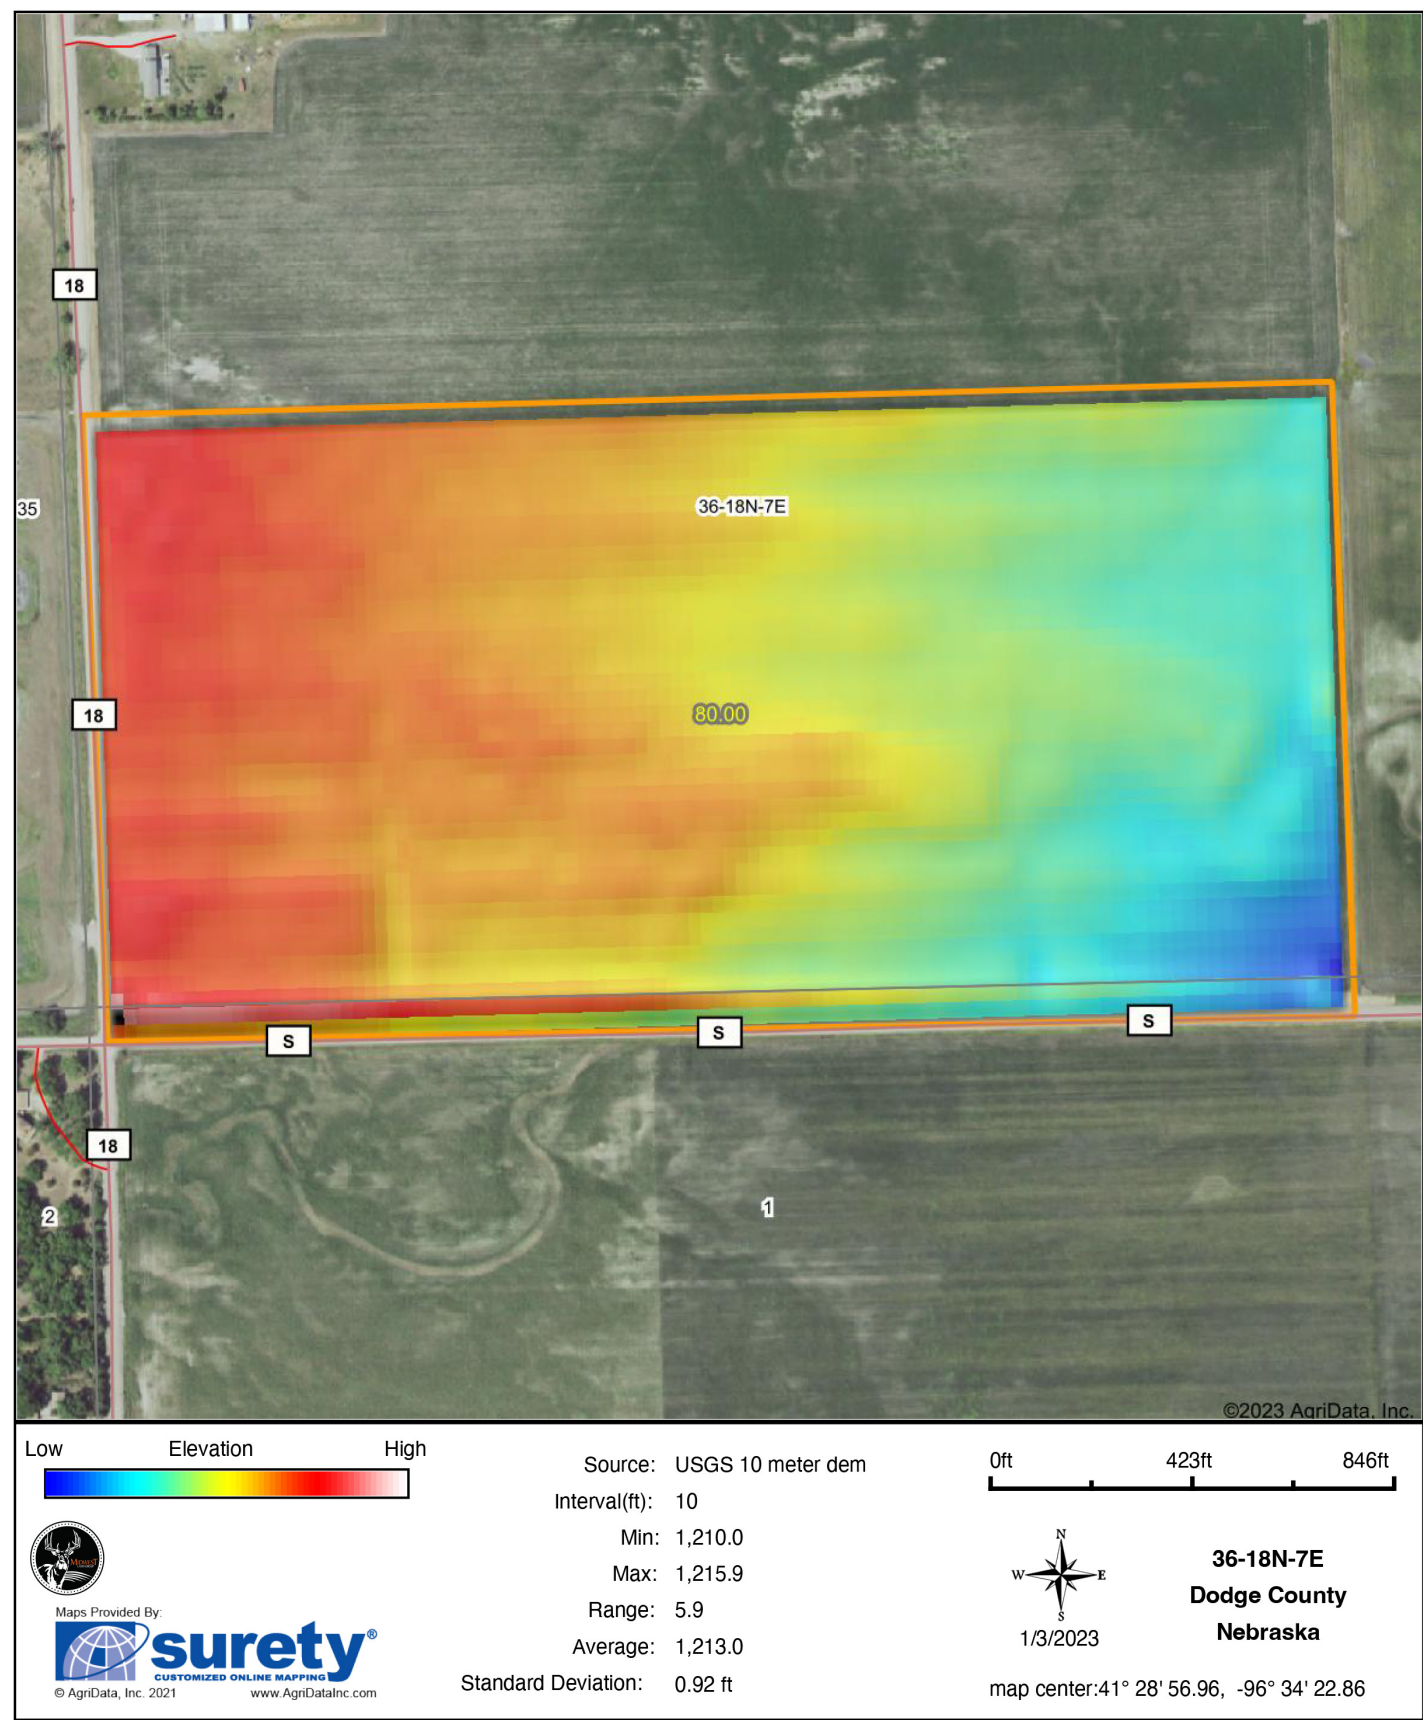 18
35
36-18N-7E
18
80.00
S
S
S
18
2
1
©2023 AgriData, Inc.
Low Elevation High
Source: USGS 10 meter dem
Interval(ft): 10
Min: 1,210.0
Max: 1,215.9
Range: 5.9
Average: 1,213.0
Standard Deviation: 0.92 ft
0ft 423ft 846ft
N
W E
S
1/3/2023
36-18N-7E
Dodge County
Nebraska
map center:41° 28' 56.96, -96° 34' 22.86
MIDWEST
Maps Provided By:
surety®
CUSTOMIZED ONLINE MAPPING
© AgriData, Inc. 2021 www.AgriDataInc.com